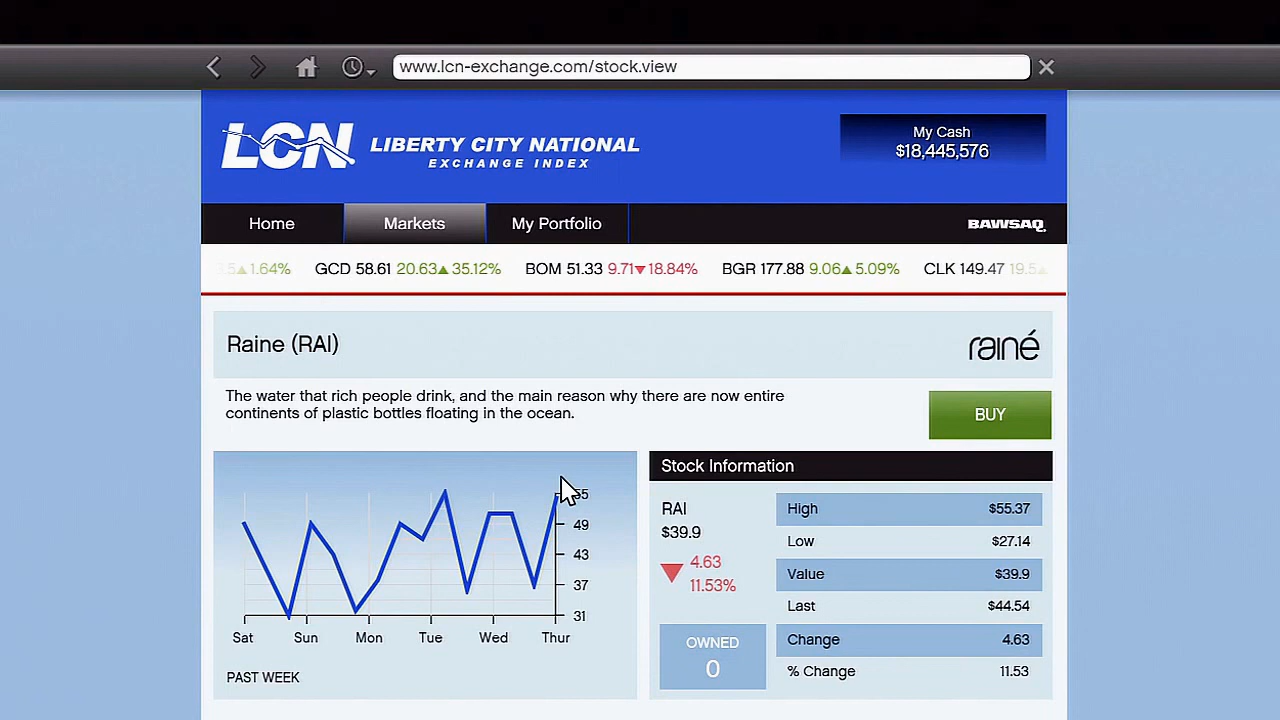 www.lcn-exchange.com/stock.view
LCN LIBERTY CITY NATIONAL
EXCHANGE INDEX
My Cash
$18,445,576
Home Markets My Portfolio BAWSAQ
3.5▲1.64% GCD 58.61 20.63▲35.12% BOM 51.33 9.71▼18.84% BGR 177.88 9.06▲5.09% CLK 149.47 19.5▲
Raine (RAI) rainé
The water that rich people drink, and the main reason why there are now entire
continents of plastic bottles floating in the ocean.
BUY
55
49
43
37
31
Sat Sun Mon Tue Wed Thur
PAST WEEK
Stock Information
RAI
$39.9
▼ 4.63
11.53%
OWNED
0
High $55.37
Low $27.14
Value $39.9
Last $44.54
Change 4.63
% Change 11.53